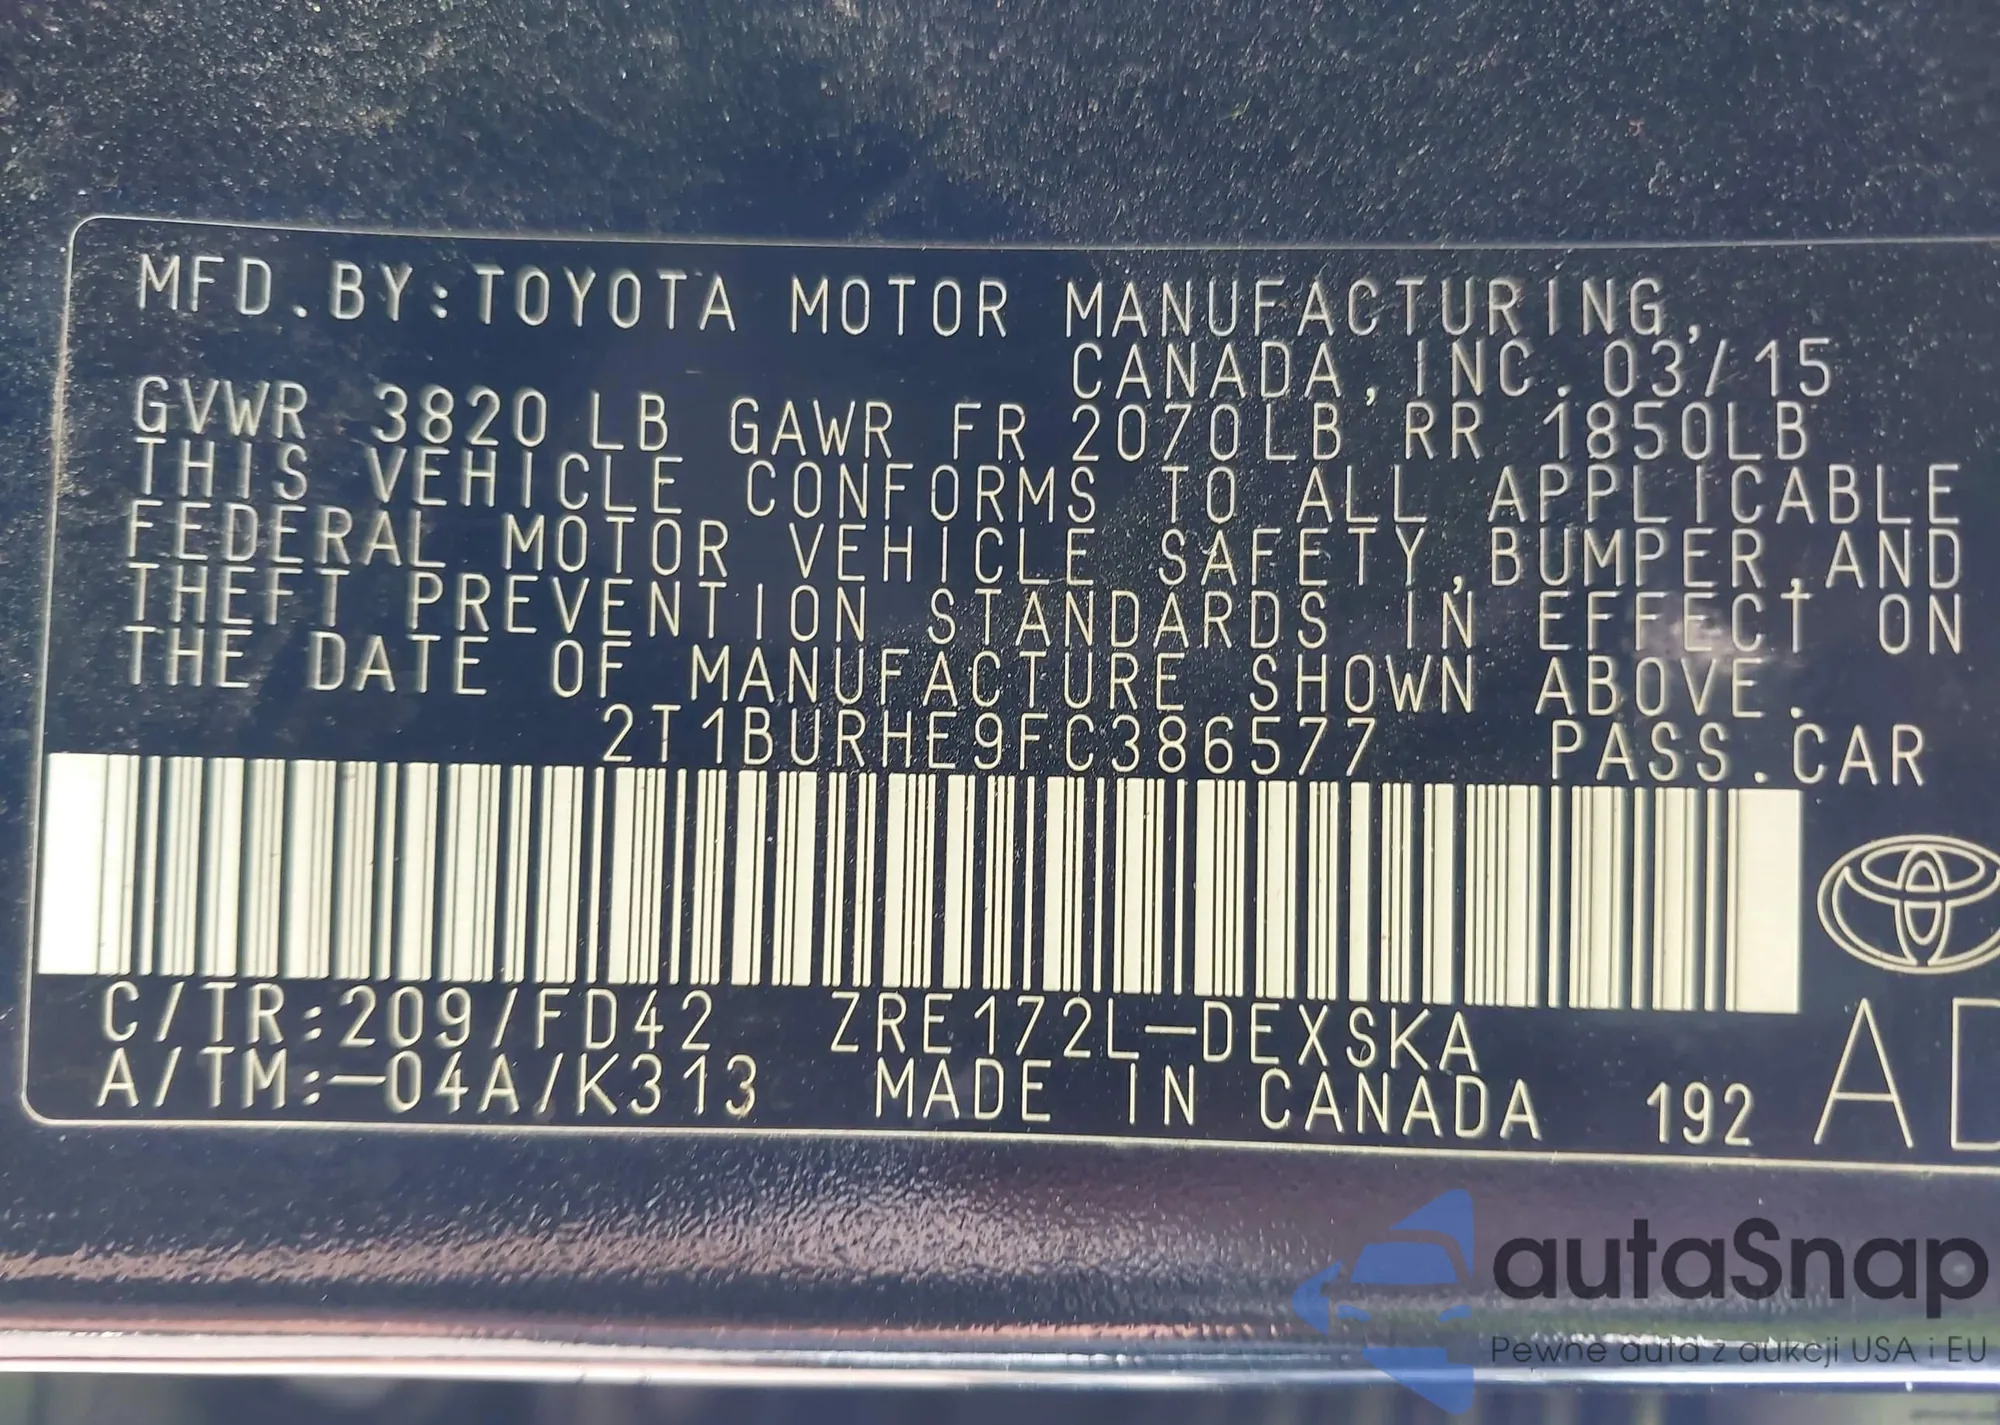 MFD.BY:TOYOTA MOTOR MANUFACTURING,
CANADA,INC.03/15
GVWR 3820LB GAWR FR 2070LB RR 1850LB
THIS VEHICLE CONFORMS TO ALL APPLICABLE
FEDERAL MOTOR VEHICLE SAFETY,BUMPER,AND
THEFT PREVENTION STANDARDS IN EFFECT ON
THE DATE OF MANUFACTURE SHOWN ABOVE.
2T1BURHE9FC386577 PASS.CAR
C/TR:209/FD42 ZRE172L-DEXSKA
A/TM:-04A/K313 MADE IN CANADA 192 A
autaSnap
Pewne auta z aukcji USA i EU